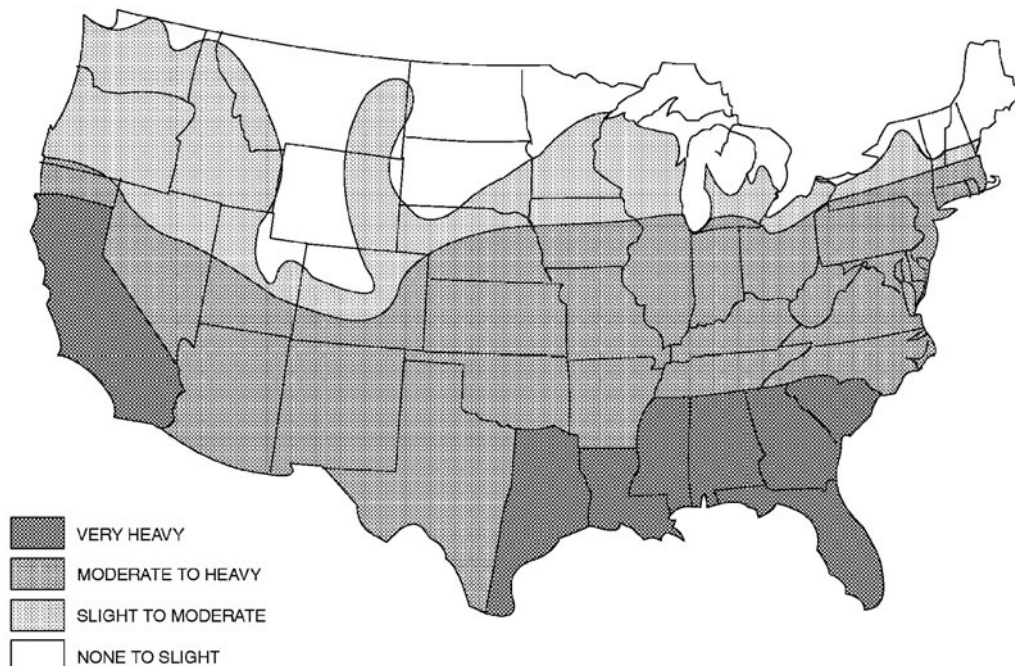 VERY HEAVY
MODERATE TO HEAVY
SLIGHT TO MODERATE
NONE TO SLIGHT